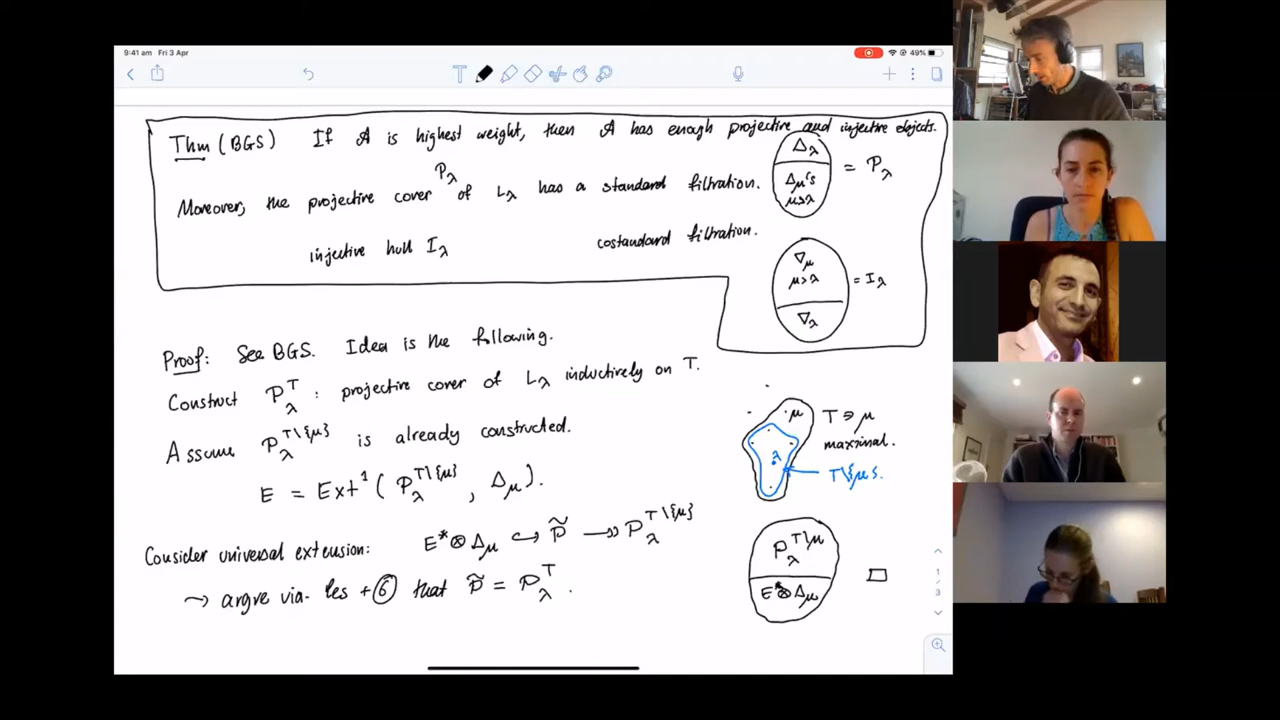 9:41 am Fri 3 Apr
49%
Thm (BGS) If A is highest weight, then A has enough projective and injective objects.
Moreover, the projective cover P_λ of L_λ has a standard filtration.
injective hull I_λ costandard filtration.
Δ_λ
Δ_μ's
μ>λ
= P_λ
∇_μ
μ>λ
∇_λ
= I_λ
Proof: See BGS. Idea is the following.
Construct P_λ^T : projective cover of L_λ inductively on T.
Assume P_λ^{T\{μ}} is already constructed.
E = Ext^1 ( P_λ^{T\{μ}} , Δ_μ ).
μ
T ∋ μ
maximal.
λ
T\{μ}.
Consider universal extension: E* ⊗ Δ_μ ↪ P̃ ↠ P_λ^{T\{μ}}
⇝ argue via les + ⑥ that P̃ = P_λ^T .
P_λ^{T\μ}
E* ⊗ Δ_μ
□
1
/
3